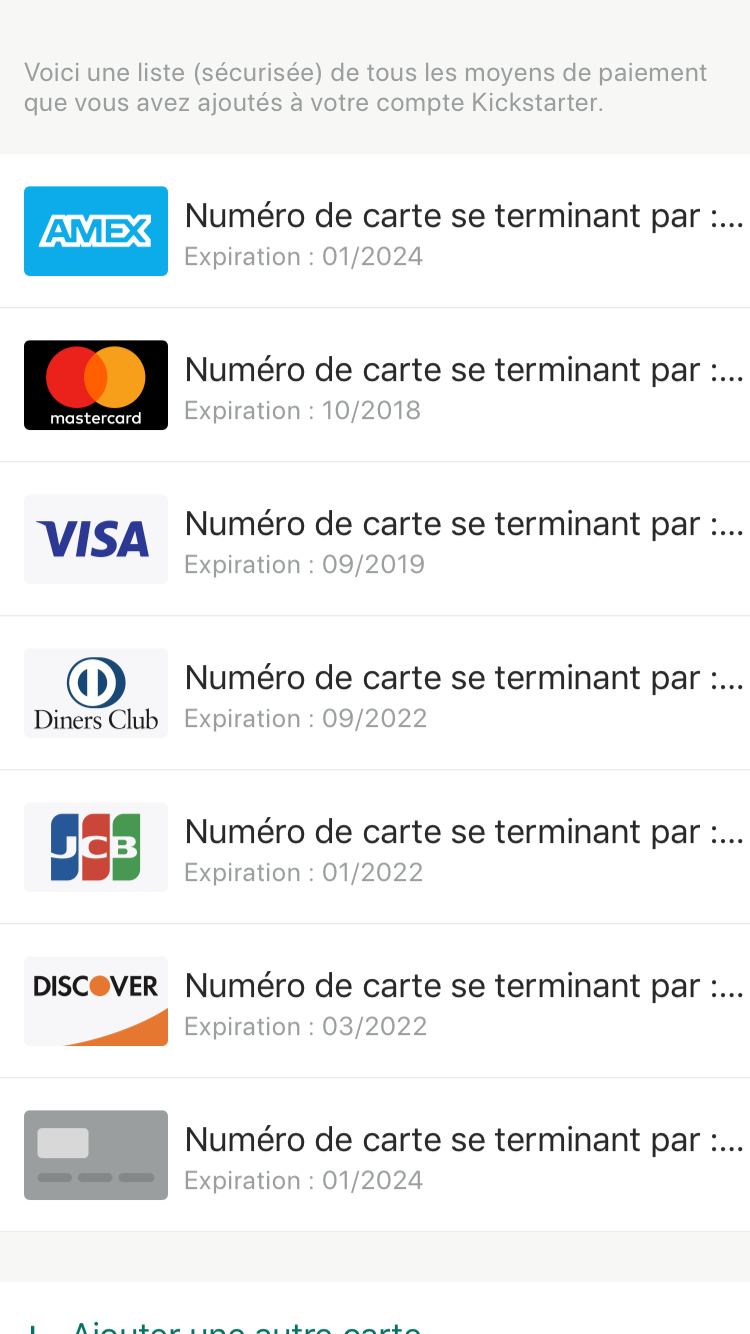 Voici une liste (sécurisée) de tous les moyens de paiement
que vous avez ajoutés à votre compte Kickstarter.
AMEX
Numéro de carte se terminant par :...
Expiration : 01/2024
mastercard
Numéro de carte se terminant par :...
Expiration : 10/2018
VISA
Numéro de carte se terminant par :...
Expiration : 09/2019
Diners Club
Numéro de carte se terminant par :...
Expiration : 09/2022
JCB
Numéro de carte se terminant par :...
Expiration : 01/2022
DISCOVER
Numéro de carte se terminant par :...
Expiration : 03/2022
Numéro de carte se terminant par :...
Expiration : 01/2024
Ajouter une autre carte